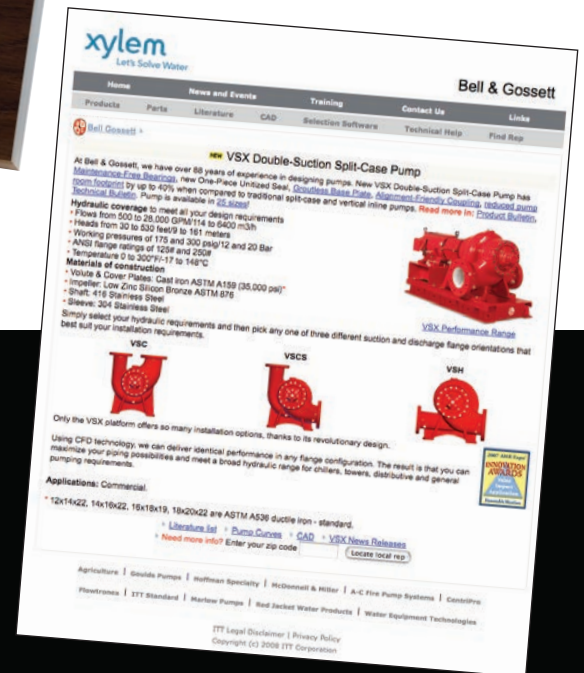 xylem
Let's Solve Water
Bell & Gossett
Home News and Events Training Contact Us Links
Products Parts Literature CAD Selection Software Technical Help Find Rep
Bell Gossett
NEW VSX Double-Suction Split-Case Pump
At Bell & Gossett, we have over 88 years of experience in designing pumps. New VSX Double-Suction Split-Case Pump has
Maintenance-Free Bearings, new One-Piece Unitized Seal, Groutless Base Plate, Alignment-Friendly Coupling, reduced pump
room footprint by up to 40% when compared to traditional split-case and vertical inline pumps. Read more in: Product Bulletin,
Technical Bulletin. Pump is available in 25 sizes!
Hydraulic coverage to meet all your design requirements
• Flows from 500 to 28,000 GPM/114 to 6400 m3/h
• Heads from 30 to 530 feet/9 to 161 meters
• Working pressures of 175 and 300 psig/12 and 20 Bar
• ANSI flange ratings of 125# and 250#
• Temperature 0 to 300°F/-17 to 148°C
Materials of construction
• Volute & Cover Plates: Cast Iron ASTM A159 (35,000 psi)*
• Impeller: Low Zinc Silicon Bronze ASTM 876
• Shaft: 416 Stainless Steel
• Sleeve: 304 Stainless Steel
VSX Performance Range
Simply select your hydraulic requirements and then pick any one of three different suction and discharge flange orientations that
best suit your installation requirements.
VSC VSCS VSH
Only the VSX platform offers so many installation options, thanks to its revolutionary design.
Using CFD technology, we can deliver identical performance in any flange configuration. The result is that you can
maximize your piping possibilities and meet a broad hydraulic range for chillers, towers, distributive and general
pumping requirements.
INNOVATION
AWARDS
Applications: Commercial.
* 12x14x22, 14x16x22, 16x18x19, 18x20x22 are ASTM A536 ductile iron - standard.
Literature list Pump Curves CAD VSX News Releases
Need more info? Enter your zip code Locate local rep
Agriculture | Goulds Pumps | Hoffman Specialty | McDonnell & Miller | A-C Fire Pump Systems | CentriPro
Flowtronex | ITT Standard | Marlow Pumps | Red Jacket Water Products | Water Equipment Technologies
ITT Legal Disclaimer | Privacy Policy
Copyright (c) 2008 ITT Corporation